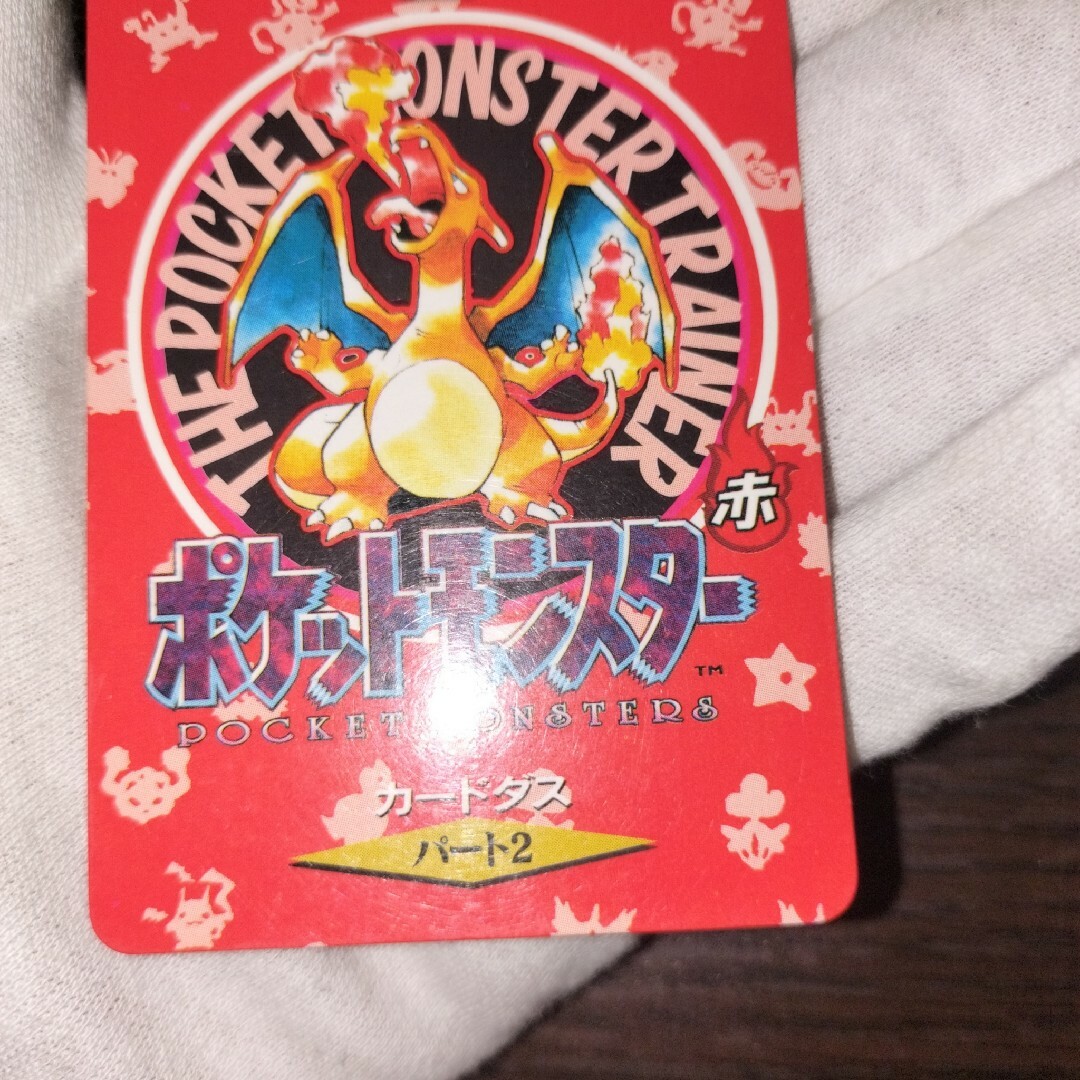 THE POCKET MONSTER TRAINER
赤
ポケットモンスター
TM
POCKET MONSTERS
カードダス
パート2